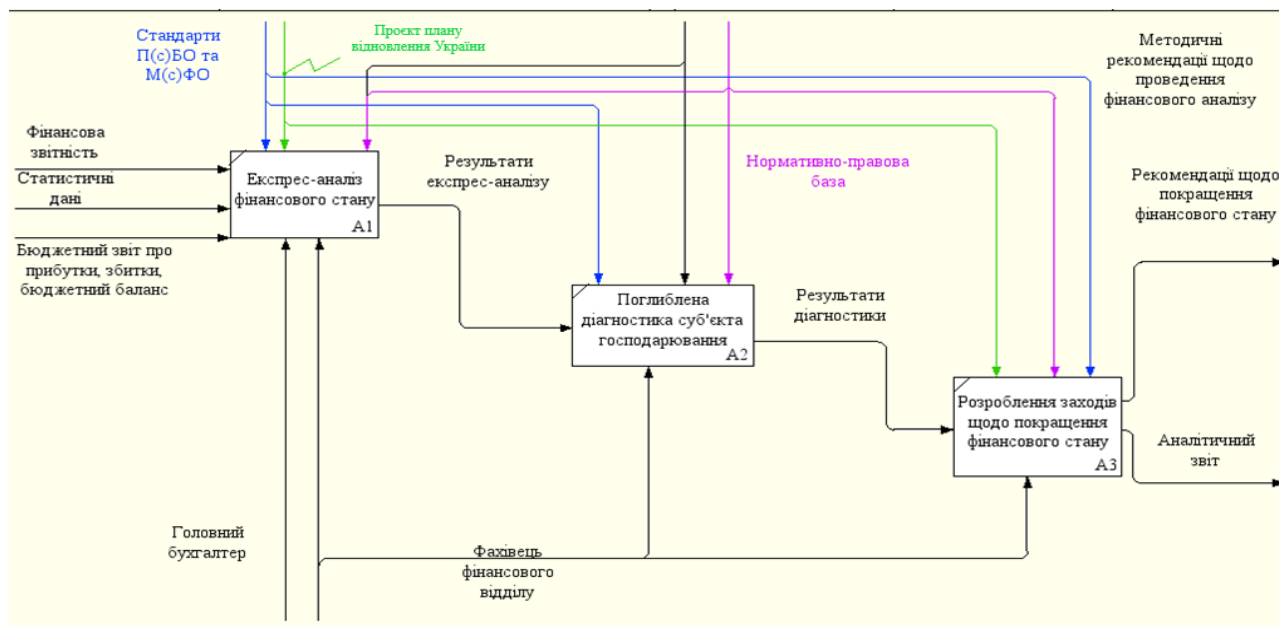 Стандарти
П(с)БО та
М(с)ФО
Проєкт плану
відновлення України
Методичні
рекомендації щодо
проведення
фінансового аналізу
Фінансова
звітність
Статистичні
дані
Бюджетний звіт про
прибутки, збитки,
бюджетний баланс
Експрес-аналіз
фінансового стану
А1
Результати
експрес-аналізу
Нормативно-правова
база
Рекомендації щодо
покращення
фінансового стану
Поглиблена
діагностика суб'єкта
господарювання
А2
Результати
діагностики
Розроблення заходів
щодо покращення
фінансового стану
А3
Аналітичний
звіт
Головний
бухгалтер
Фахівець
фінансового
відділу